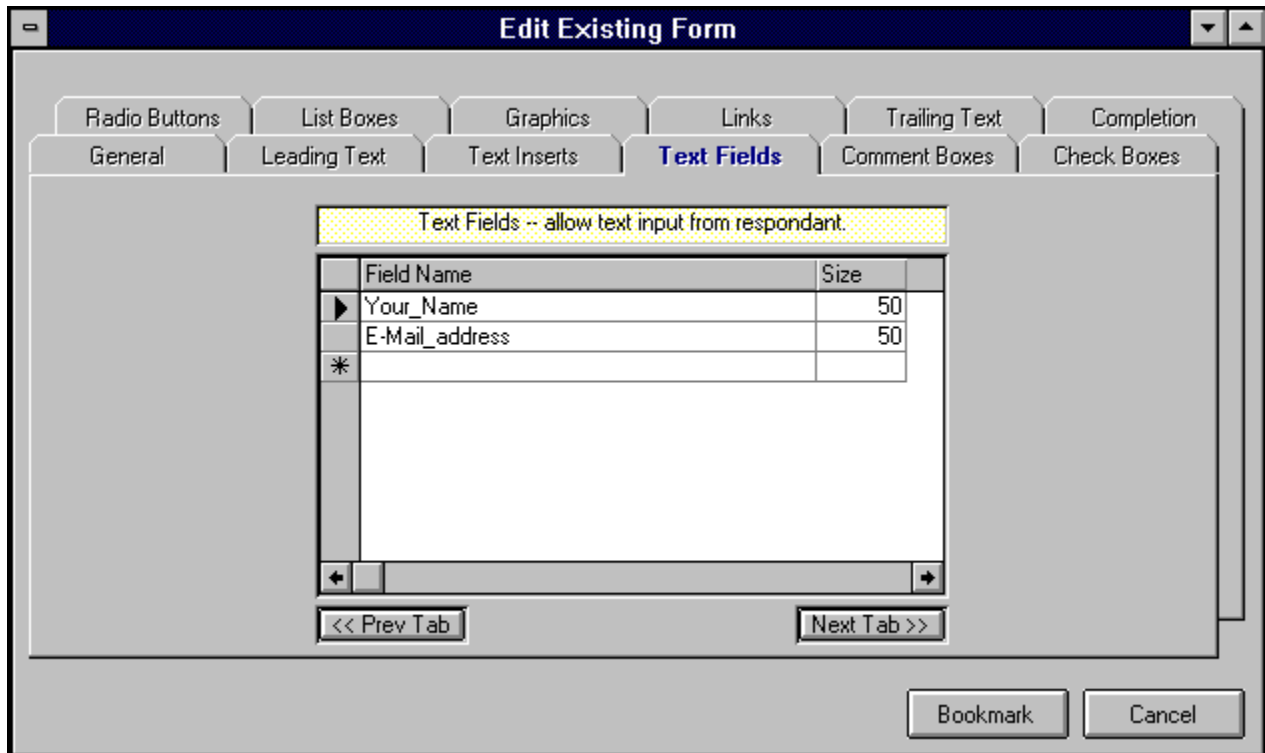 Edit Existing Form
Radio Buttons List Boxes Graphics Links Trailing Text Completion
General Leading Text Text Inserts Text Fields Comment Boxes Check Boxes
Text Fields -- allow text input from respondant.
Field Name Size
Your_Name 50
E-Mail_address 50
<< Prev Tab Next Tab >>
Bookmark Cancel